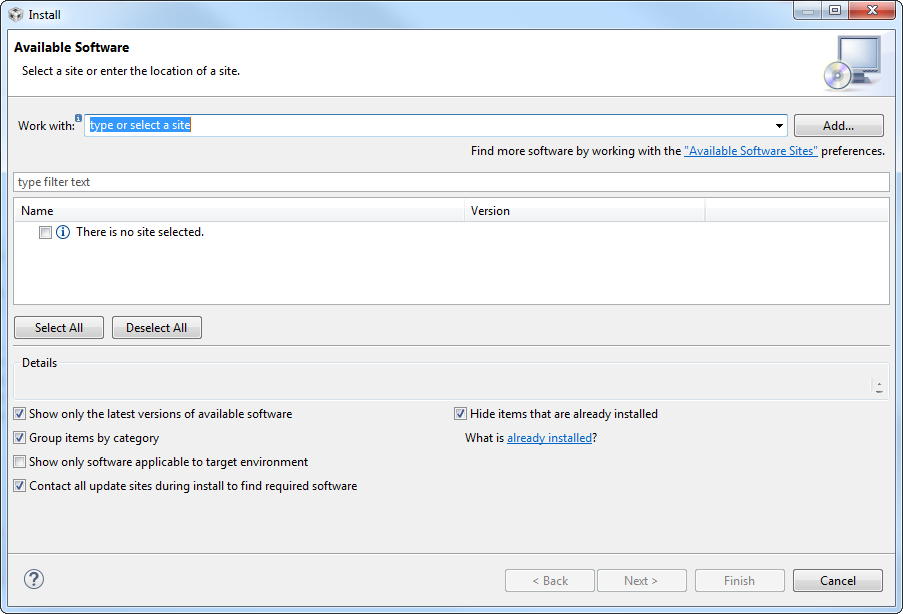 Install
Available Software
Select a site or enter the location of a site.
Work with: type or select a site Add...
Find more software by working with the "Available Software Sites" preferences.
type filter text
Name Version
There is no site selected.
Select All Deselect All
Details
Show only the latest versions of available software Hide items that are already installed
Group items by category What is already installed?
Show only software applicable to target environment
Contact all update sites during install to find required software
? < Back Next > Finish Cancel